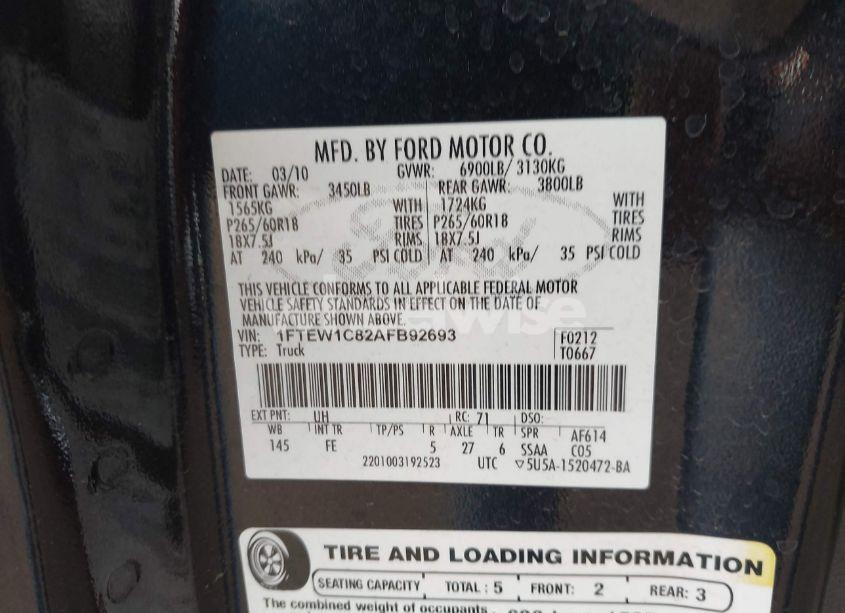 MFD. BY FORD MOTOR CO.
DATE: 03/10 GVWR: 6900LB/ 3130KG
FRONT GAWR: 3450LB REAR GAWR: 3800LB
1565KG WITH 1724KG WITH
P265/60R18 TIRES P265/60R18 TIRES
18X7.5J RIMS 18X7.5J RIMS
AT 240 kPa/ 35 PSI COLD AT 240 kPa/ 35 PSI COLD
THIS VEHICLE CONFORMS TO ALL APPLICABLE FEDERAL MOTOR
VEHICLE SAFETY STANDARDS IN EFFECT ON THE DATE OF
MANUFACTURE SHOWN ABOVE.
VIN: 1FTEW1C82AFB92693 F0212
TYPE: Truck T0667
EXT PNT: UH RC: 71 DSO:
WB INT TR TP/PS R AXLE TR SPR AF614
145 FE 5 27 6 SSAA C05
2201003192523 UTC ▽5U5A-1520472-BA
TIRE AND LOADING INFORMATION
SEATING CAPACITY TOTAL : 5 FRONT: 2 REAR: 3
The combined weight of occupants